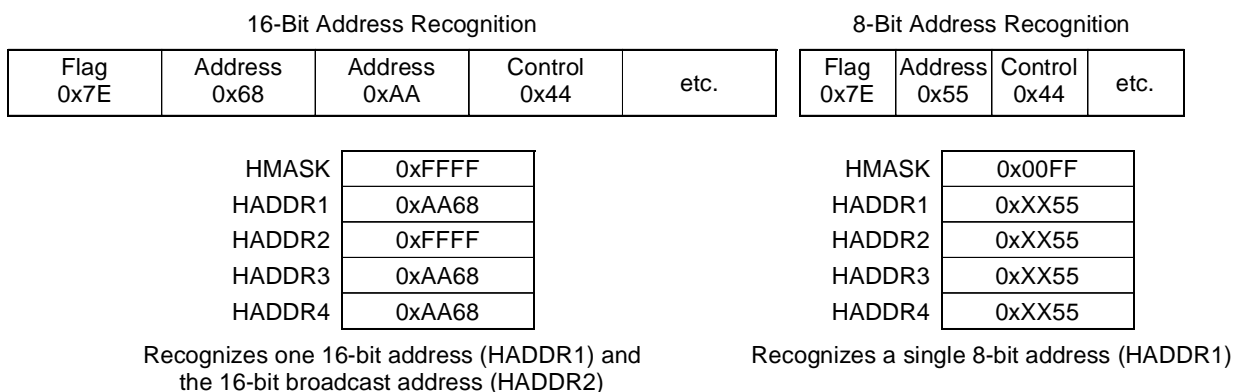 16-Bit Address Recognition
Flag Address Address Control etc.
0x7E 0x68 0xAA 0x44
HMASK 0xFFFF
HADDR1 0xAA68
HADDR2 0xFFFF
HADDR3 0xAA68
HADDR4 0xAA68
Recognizes one 16-bit address (HADDR1) and
the 16-bit broadcast address (HADDR2)
8-Bit Address Recognition
Flag Address Control etc.
0x7E 0x55 0x44
HMASK 0x00FF
HADDR1 0xXX55
HADDR2 0xXX55
HADDR3 0xXX55
HADDR4 0xXX55
Recognizes a single 8-bit address (HADDR1)